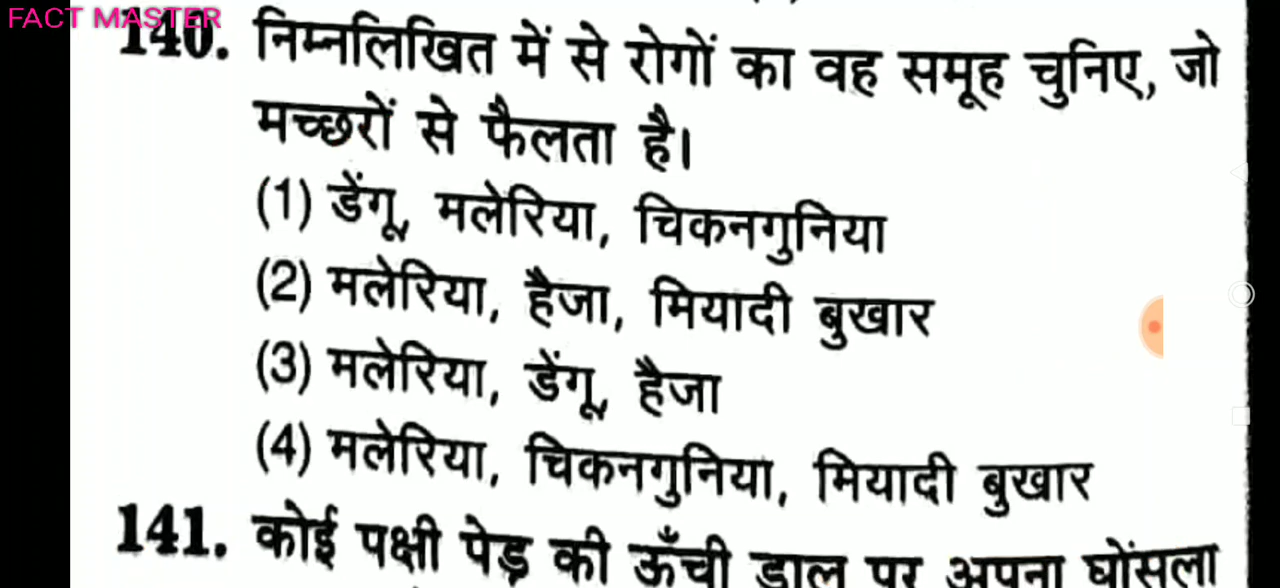 FACT MASTER
140. निम्नलिखित में से रोगों का वह समूह चुनिए, जो
मच्छरों से फैलता है।
(1) डेंगू, मलेरिया, चिकनगुनिया
(2) मलेरिया, हैजा, मियादी बुखार
(3) मलेरिया, डेंगू, हैजा
(4) मलेरिया, चिकनगुनिया, मियादी बुखार
141. कोई पक्षी पेड़ की ऊँची डाल पर अपना घोंसला